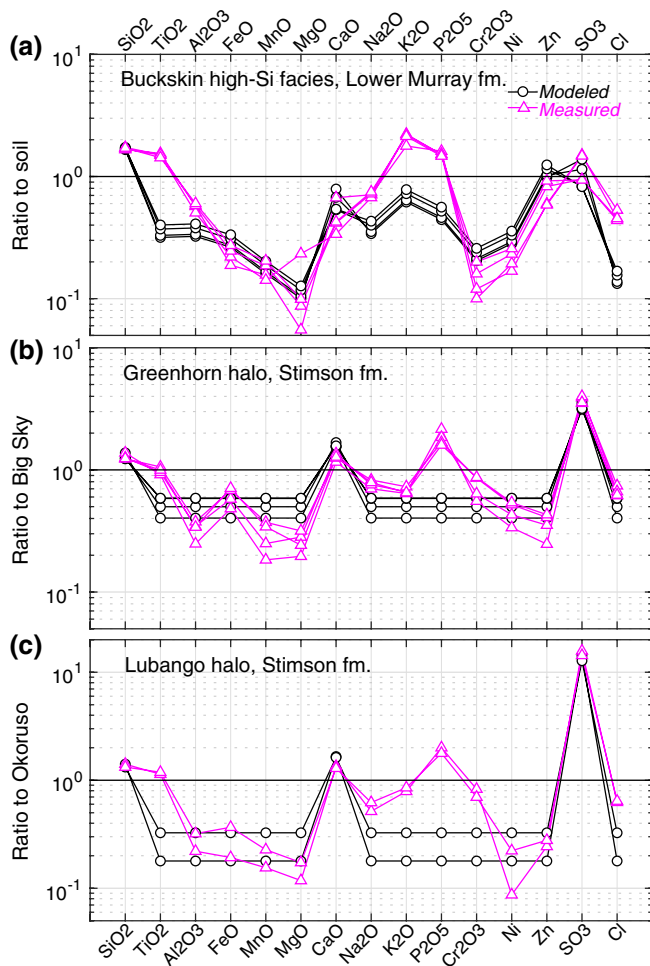 SiO2 TiO2 Al2O3 FeO MnO MgO CaO Na2O K2O P2O5 Cr2O3 Ni Zn SO3 Cl
(a)
10^1
Buckskin high-Si facies, Lower Murray fm.
Modeled
Measured
Ratio to soil
10^0
10^-1
(b)
10^1
Greenhorn halo, Stimson fm.
Ratio to Big Sky
10^0
10^-1
(c)
Lubango halo, Stimson fm.
10^1
Ratio to Okoruso
10^0
10^-1
SiO2 TiO2 Al2O3 FeO MnO MgO CaO Na2O K2O P2O5 Cr2O3 Ni Zn SO3 Cl